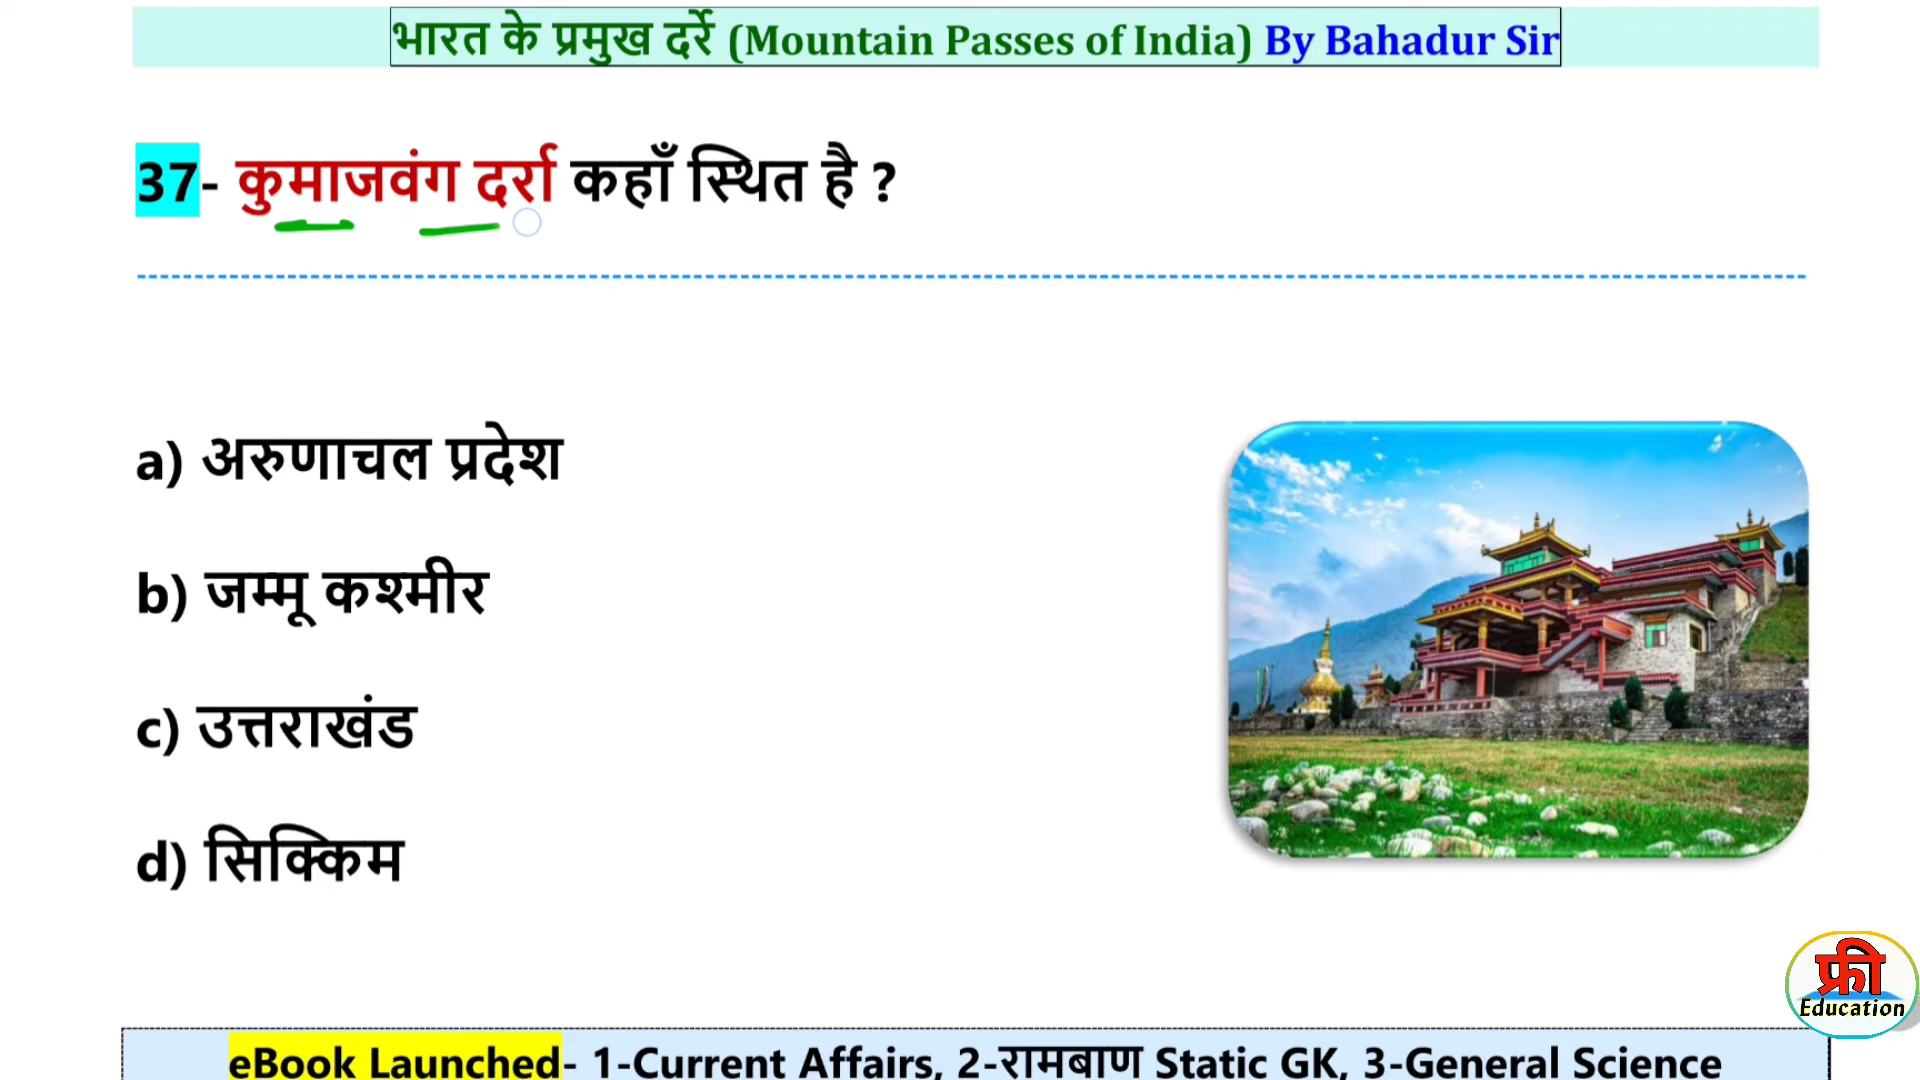 भारत के प्रमुख दर्रे (Mountain Passes of India) By Bahadur Sir
37- कुमाजवंग दर्रा कहाँ स्थित है ?
a) अरुणाचल प्रदेश
b) जम्मू कश्मीर
c) उत्तराखंड
d) सिक्किम
फ्री
Education
eBook Launched- 1-Current Affairs, 2-रामबाण Static GK, 3-General Science